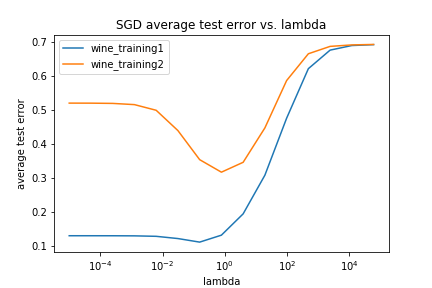 SGD average test error vs. lambda
wine_training1
wine_training2
average test error
0.7
0.6
0.5
0.4
0.3
0.2
0.1
10⁻⁴
10⁻²
10⁰
10²
10⁴
lambda